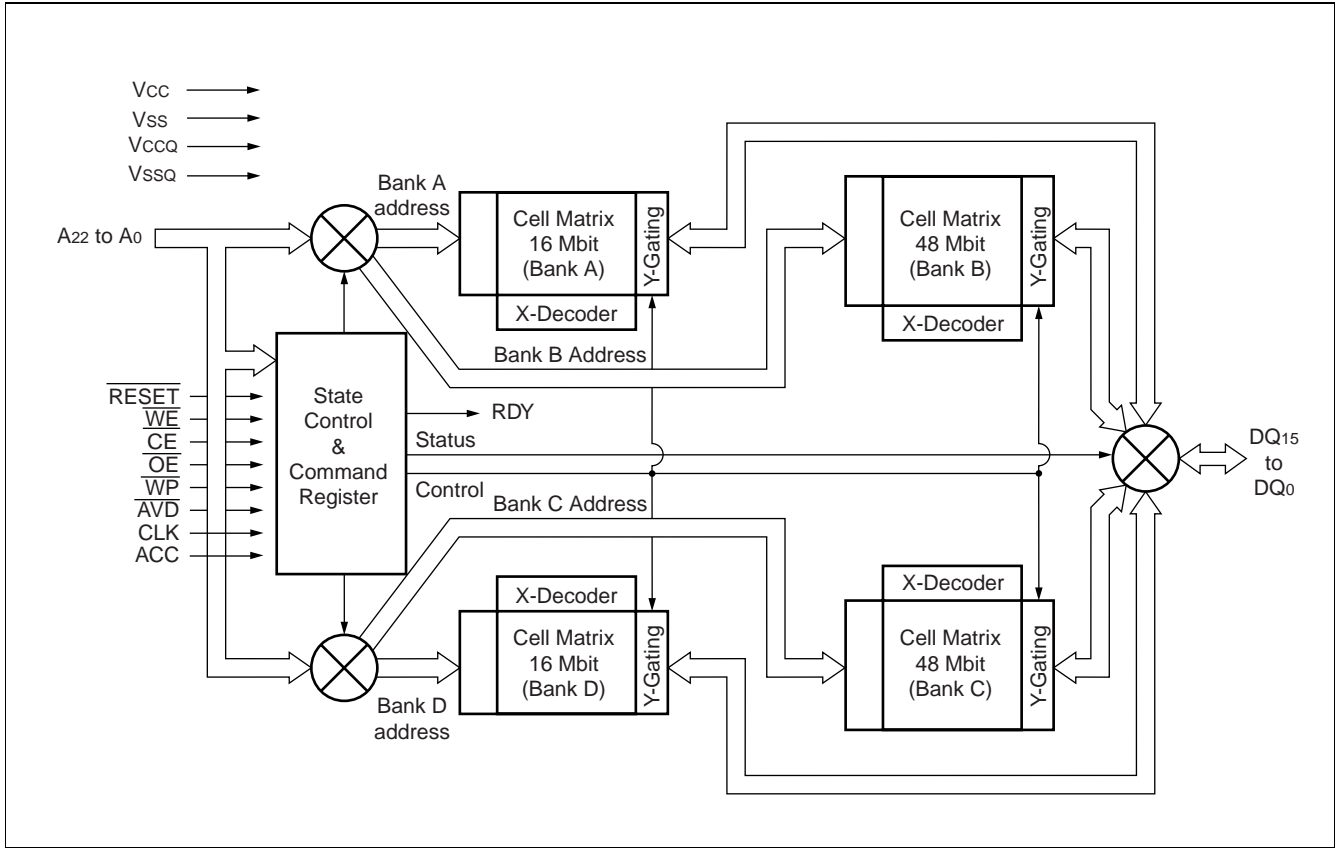 VCC
VSS
VCCQ
VSSQ
A22 to A0
Bank A
address
Cell Matrix
16 Mbit
(Bank A)
Y-Gating
X-Decoder
Cell Matrix
48 Mbit
(Bank B)
Y-Gating
X-Decoder
Bank B Address
RESET
WE
CE
OE
WP
AVD
CLK
ACC
State
Control
&
Command
Register
RDY
Status
Control
DQ15
to
DQ0
Bank C Address
X-Decoder
Cell Matrix
16 Mbit
(Bank D)
Y-Gating
Bank D
address
X-Decoder
Cell Matrix
48 Mbit
(Bank C)
Y-Gating